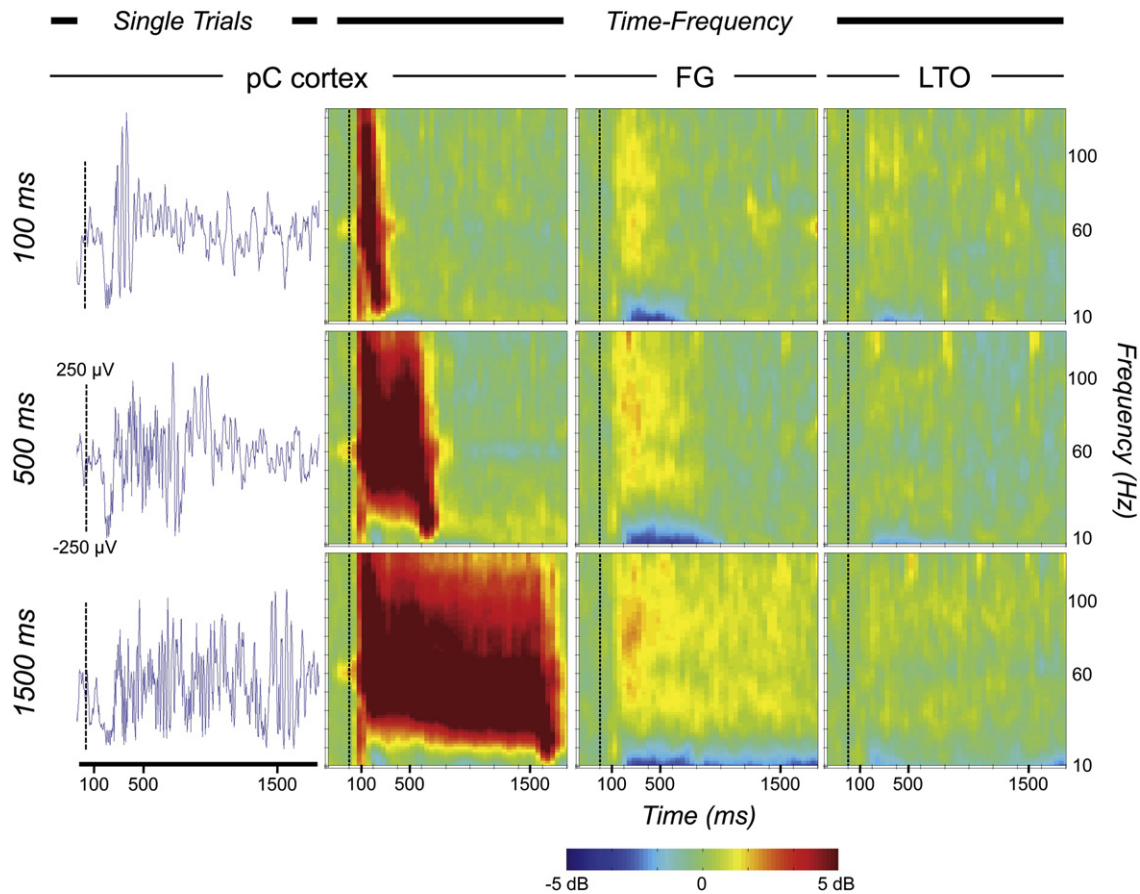 Single Trials Time-Frequency
pC cortex FG LTO
100 ms
100
60
10
500 ms
250 µV
-250 µV
100
60
10
Frequency (Hz)
1500 ms
100
60
10
100 500 1500 100 500 1500 100 500 1500 100 500 1500
Time (ms)
-5 dB 0 5 dB